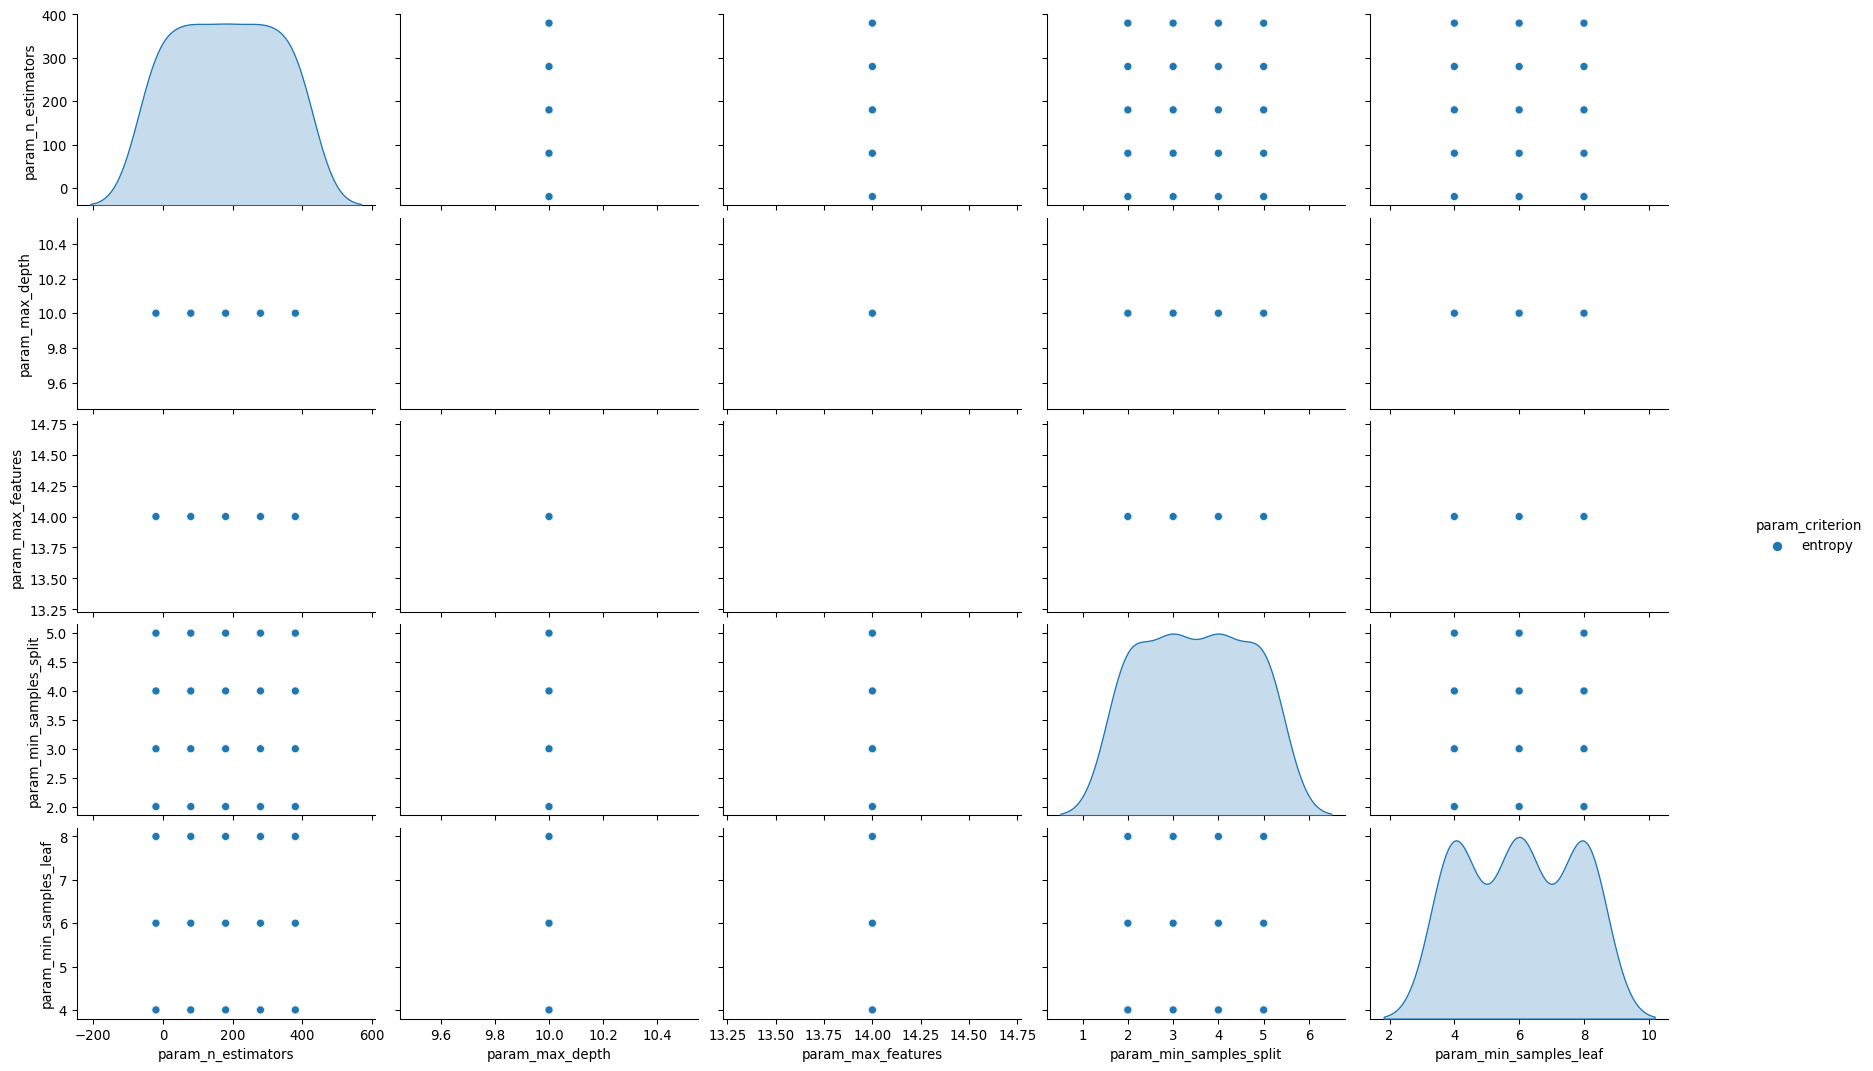 400
300
200
100
0
param_n_estimators
10.4
10.2
10.0
9.8
9.6
param_max_depth
14.75
14.50
14.25
14.00
13.75
13.50
13.25
param_max_features
param_criterion
entropy
5.0
4.5
4.0
3.5
3.0
2.5
2.0
param_min_samples_split
8
7
6
5
4
param_min_samples_leaf
−200 0 200 400 600
9.6 9.8 10.0 10.2 10.4
13.25 13.50 13.75 14.00 14.25 14.50 14.75
1 2 3 4 5 6
2 4 6 8 10
param_n_estimators
param_max_depth
param_max_features
param_min_samples_split
param_min_samples_leaf